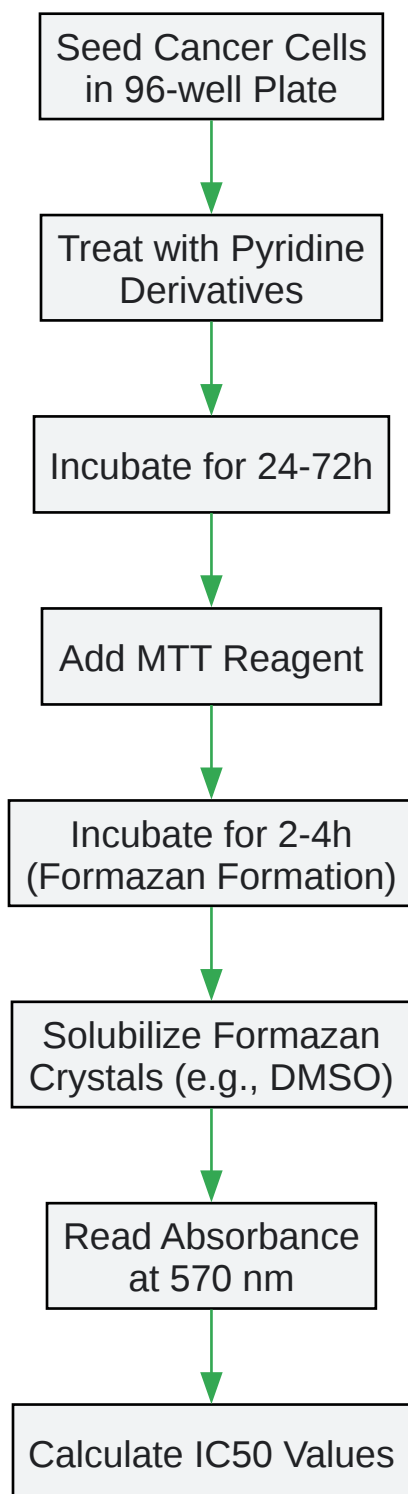 Seed Cancer Cells
in 96-well Plate
Treat with Pyridine
Derivatives
Incubate for 24-72h
Add MTT Reagent
Incubate for 2-4h
(Formazan Formation)
Solubilize Formazan
Crystals (e.g., DMSO)
Read Absorbance
at 570 nm
Calculate IC50 Values